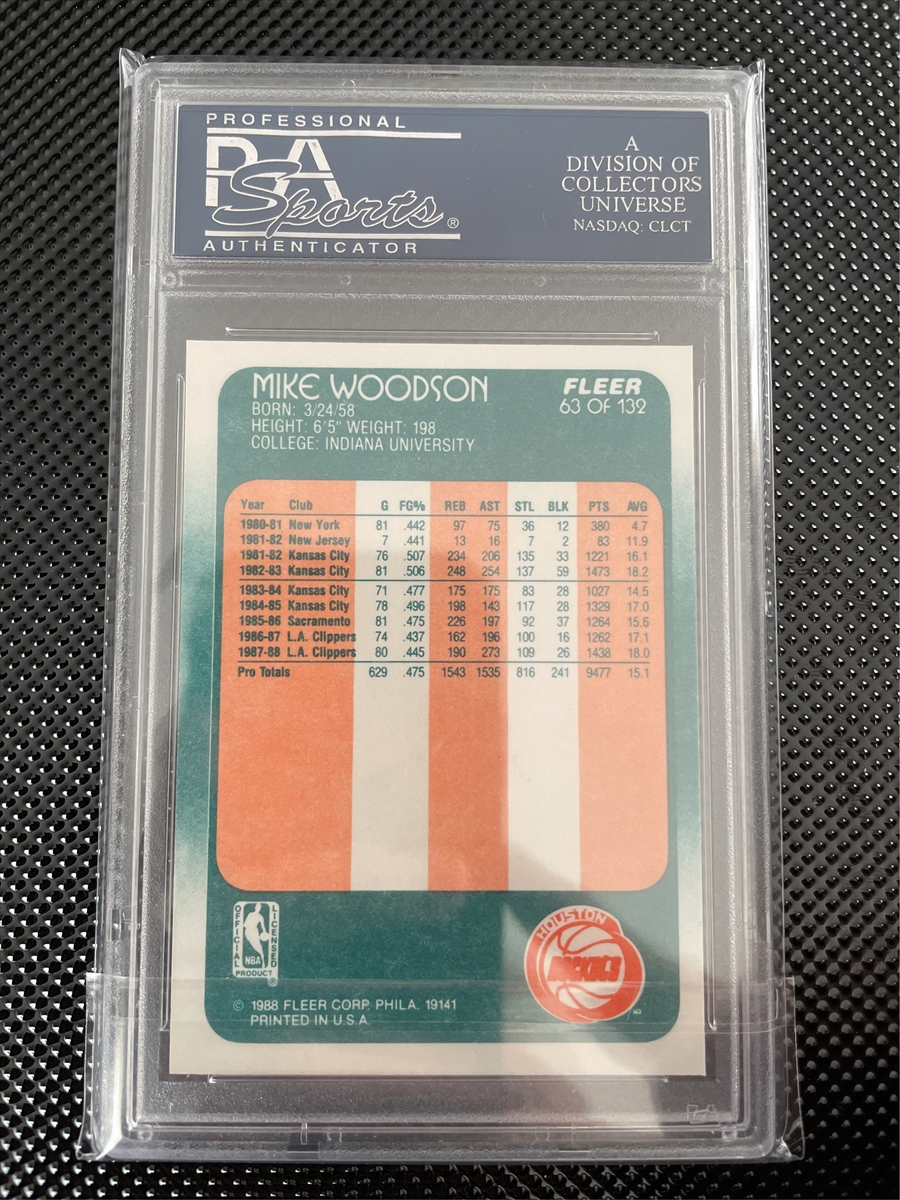 PROFESSIONAL
PSA
Sports®
AUTHENTICATOR
A
DIVISION OF
COLLECTORS
UNIVERSE
NASDAQ: CLCT
MIKE WOODSON
FLEER
63 OF 132
BORN: 3/24/58
HEIGHT: 6'5" WEIGHT: 198
COLLEGE: INDIANA UNIVERSITY
Year Club G FG% REB AST STL BLK PTS AVG
1980-81 New York 81 .442 97 75 36 12 380 4.7
1981-82 New Jersey 7 .441 13 16 7 2 83 11.9
1981-82 Kansas City 76 .507 234 206 135 33 1221 16.1
1982-83 Kansas City 81 .506 248 254 137 59 1473 18.2
1983-84 Kansas City 71 .477 175 175 83 28 1027 14.5
1984-85 Kansas City 78 .496 198 143 117 28 1329 17.0
1985-86 Sacramento 81 .475 226 197 92 37 1264 15.6
1986-87 L.A. Clippers 74 .437 162 196 100 16 1262 17.1
1987-88 L.A. Clippers 80 .445 190 273 109 26 1438 18.0
Pro Totals 629 .475 1543 1535 816 241 9477 15.1
OFFICIAL
LICENSED
NBA
PRODUCT
®
HOUSTON
ROCKETS
© 1988 FLEER CORP. PHILA. 19141
PRINTED IN U.S.A.